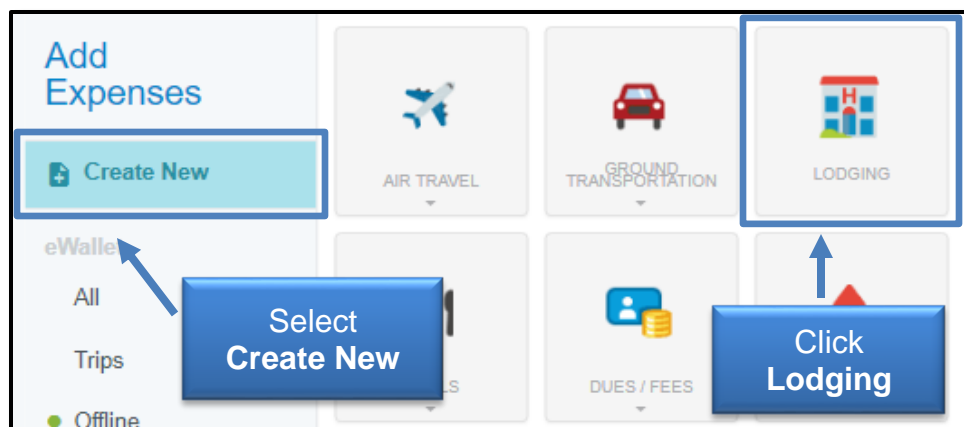 Add
Expenses
Create New
AIR TRAVEL
GROUND
TRANSPORTATION
H
LODGING
All
Trips
Offline
Select
Create New
DUES / FEES
Click
Lodging